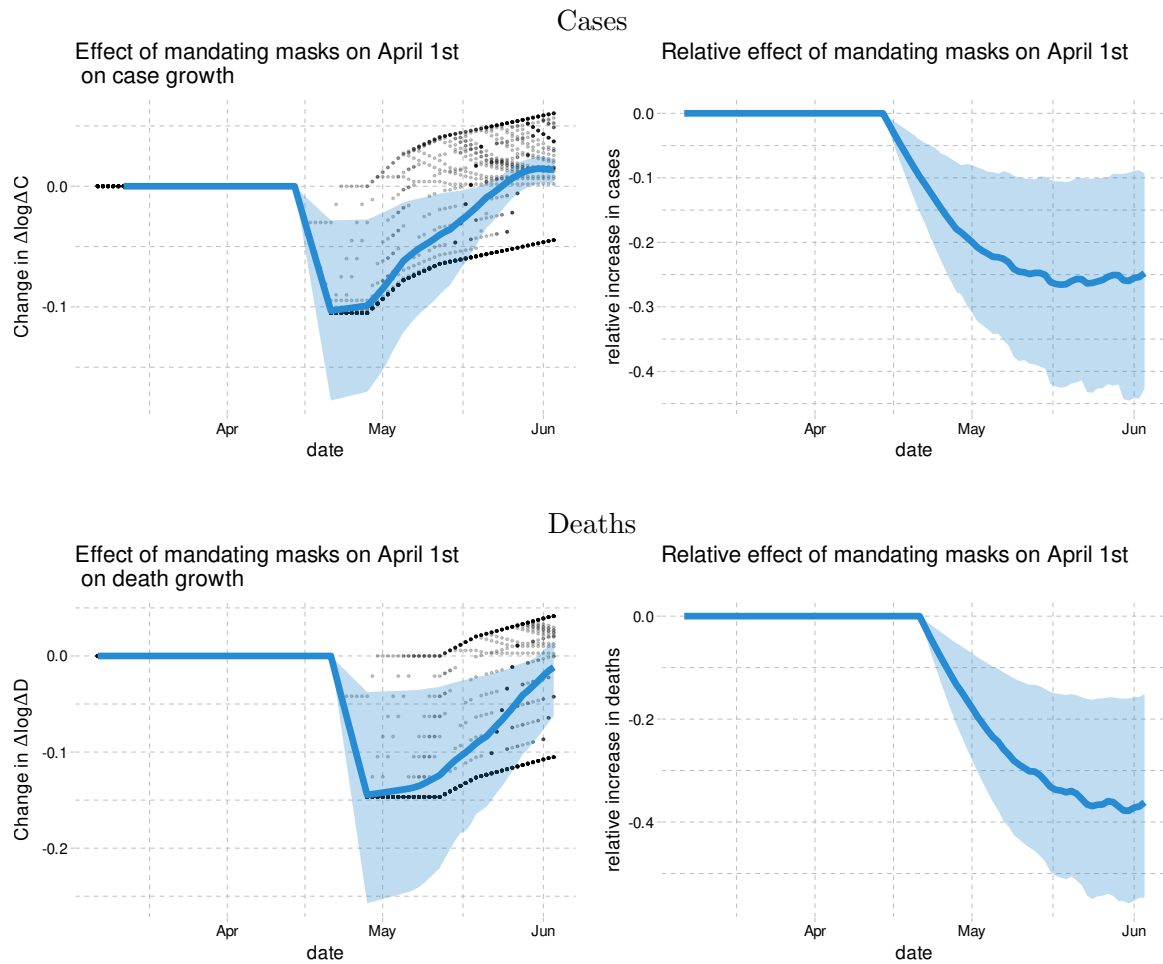 Cases
Effect of mandating masks on April 1st
on case growth
Change in ΔlogΔC
0.0
-0.1
Apr
May
Jun
date
Relative effect of mandating masks on April 1st
relative increase in cases
0.0
-0.1
-0.2
-0.3
-0.4
Apr
May
Jun
date
Deaths
Effect of mandating masks on April 1st
on death growth
Change in ΔlogΔD
0.0
-0.1
-0.2
Apr
May
Jun
date
Relative effect of mandating masks on April 1st
relative increase in deaths
0.0
-0.2
-0.4
Apr
May
Jun
date